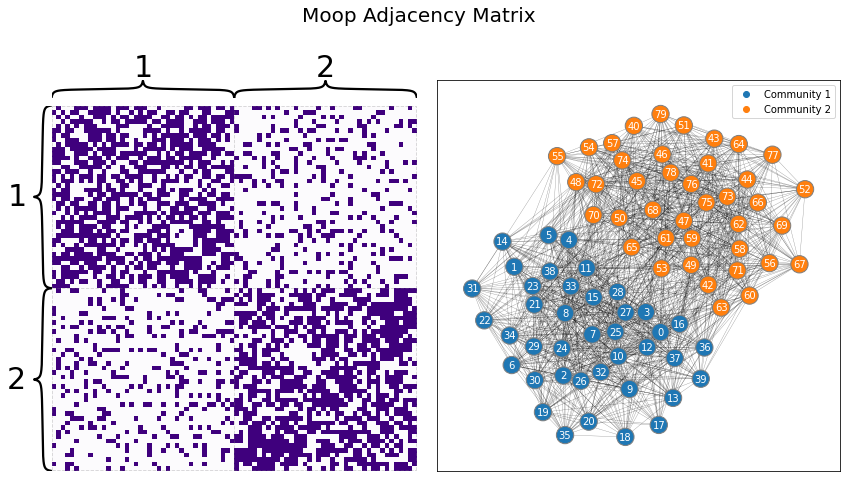 Moop Adjacency Matrix
1 2
1
2
Community 1
Community 2
79
40 51
43
57 64
54
46 77
55 74 41
78
48 72 45 76 44 52
73
75 66
70 50 68
47 62 69
5 4 61 59
14 65 58
1 38 11 53 49 71 56 67
31 23 33 42
21 15 28 60
63
8 27 3
22 16
34 7 25 0
29 24 12 36
10 37
6 2 32
30 26 39
9
13
19
20 17
35 18